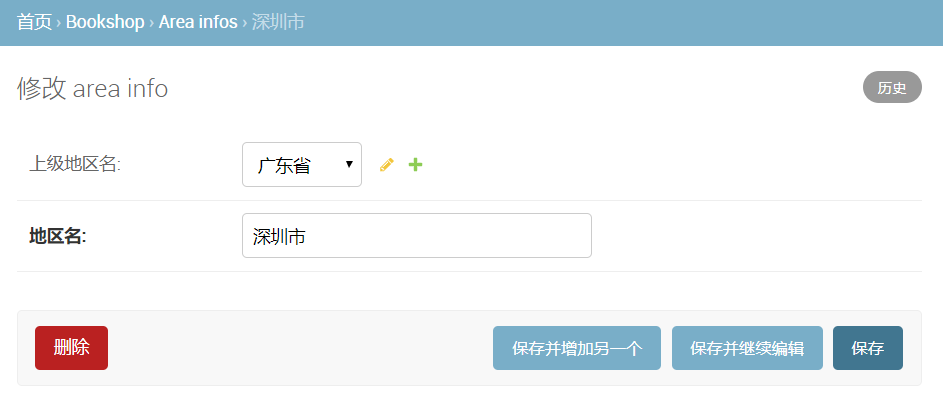 首页 › Bookshop › Area infos › 深圳市
修改 area info
历史
上级地区名:
广东省
地区名:
深圳市
删除
保存并增加另一个
保存并继续编辑
保存